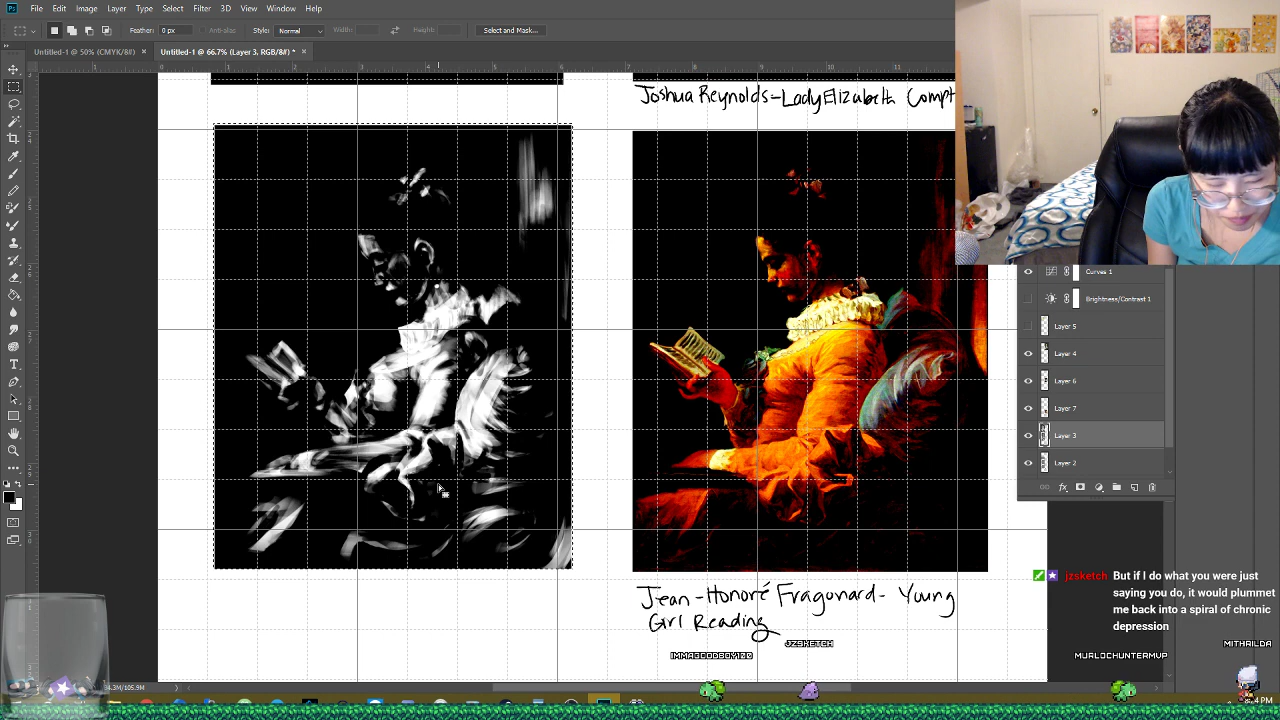 File Edit Image Layer Type Select Filter 3D View Window Help
Feather: 0 px Anti-alias Style: Normal Width: Height: Select and Mask...
Untitled-1 @ 50% (CMYK/8#) × Untitled-1 @ 66.7% (Layer 3, RGB/8#) * ×
Joshua Reynolds-Lady Elizabeth Compt
Curves 1
Brightness/Contrast 1
Layer 5
Layer 4
Layer 6
Layer 7
Layer 3
Layer 2
Jean-Honoré Fragonard- Young
Girl Reading
jzsketch But if I do what you were just
saying you do, it would plummet
me back into a spiral of chronic
depression
MITHRILDA
JZSKETCH
IMMAGOODBOY120
MURLOCHUNTERMVP